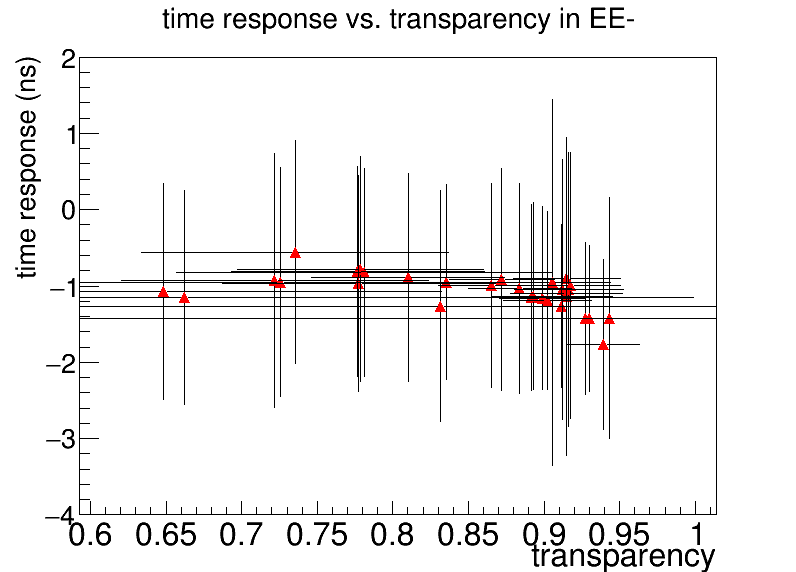 time response vs. transparency in EE-
time response (ns)
2
1
0
−1
−2
−3
−4
0.6 0.65 0.7 0.75 0.8 0.85 0.9 0.95 1
transparency